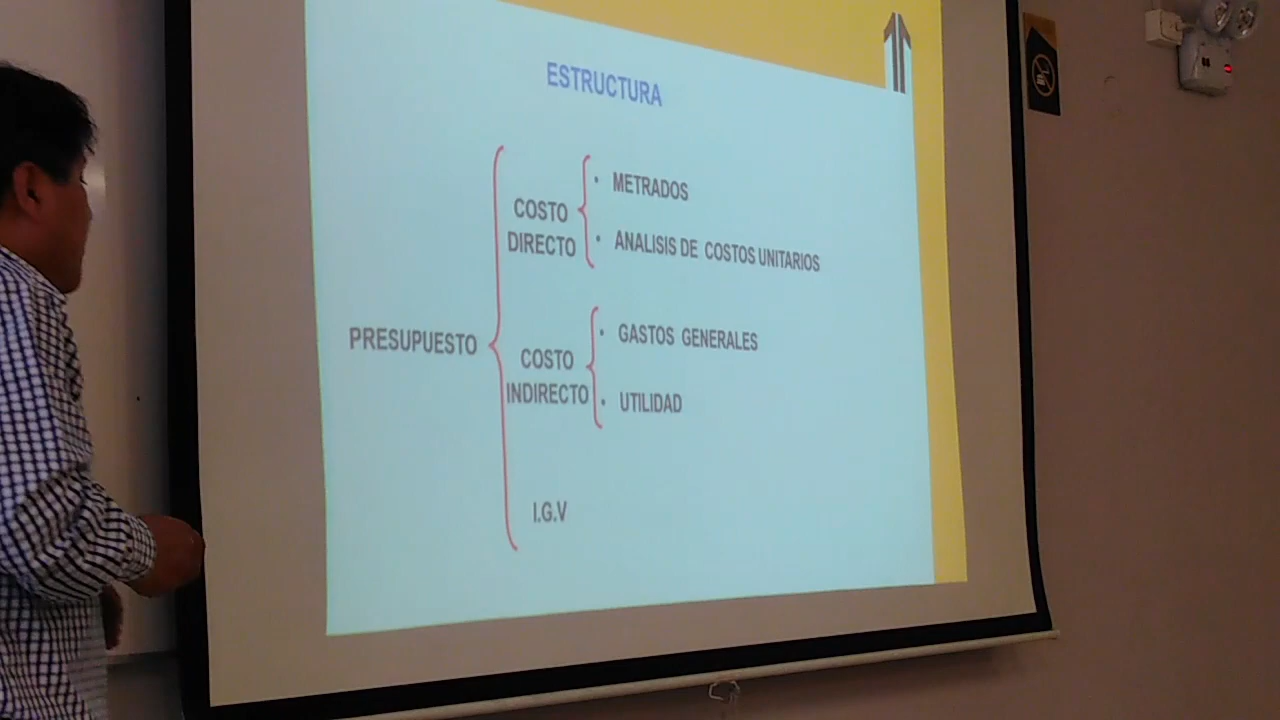 ESTRUCTURA
PRESUPUESTO
COSTO
DIRECTO
• METRADOS
• ANALISIS DE COSTOS UNITARIOS
COSTO
INDIRECTO
• GASTOS GENERALES
• UTILIDAD
I.G.V